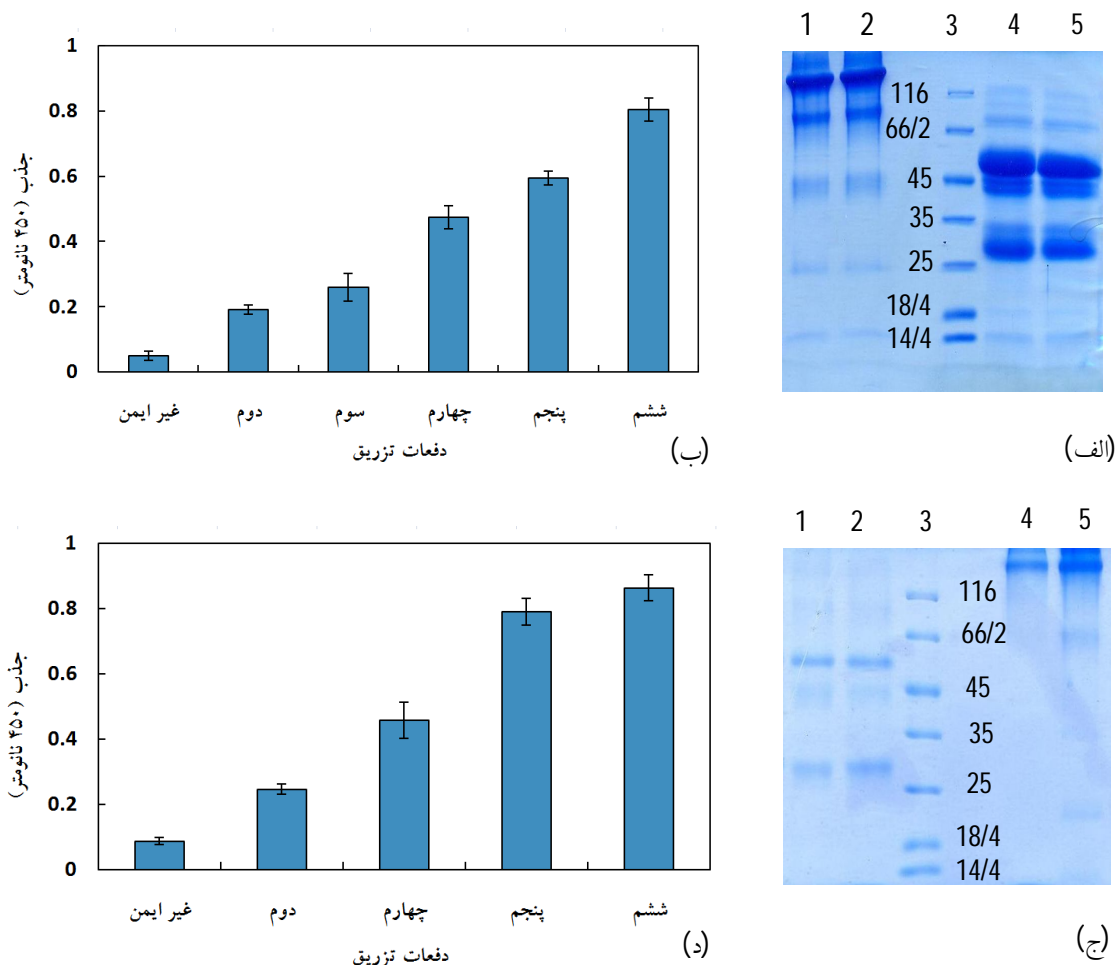 1
0.8
0.6
0.4
0.2
0
جذب (۴۵۰ نانومتر)
غیر ایمن دوم سوم چهارم پنجم ششم
دفعات تزریق
(ب)
1 2 3 4 5
116
66/2
45
35
25
18/4
14/4
(الف)
1
0.8
0.6
0.4
0.2
0
جذب (۴۵۰ نانومتر)
غیر ایمن دوم چهارم پنجم ششم
دفعات تزریق
(د)
1 2 3 4 5
116
66/2
45
35
25
18/4
14/4
(ج)